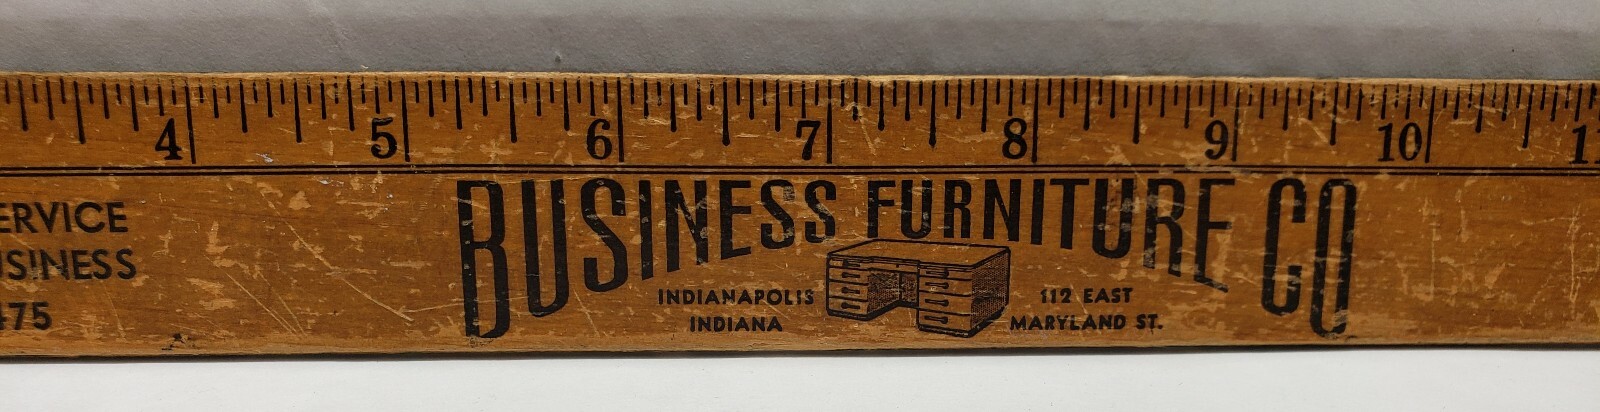 4 5 6 7 8 9 10
ERVICE
USINESS
475
BUSINESS FURNITURE CO
INDIANAPOLIS
INDIANA
112 EAST
MARYLAND ST.